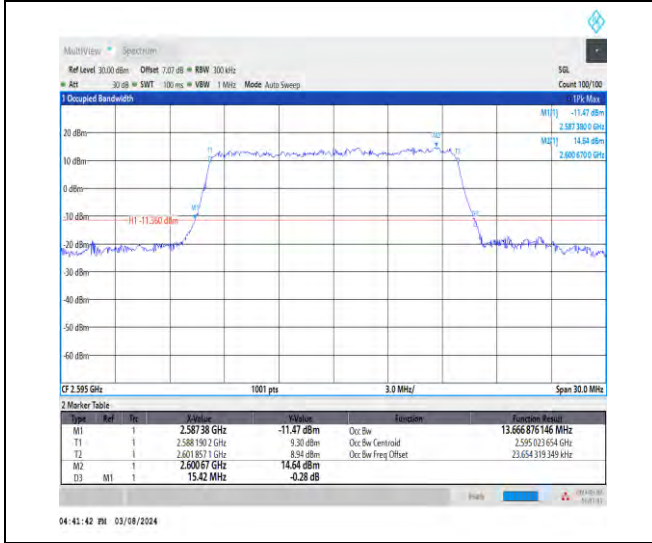 MultiView Spectrum
Ref Level 30.00 dBm Offset 7.07 dB RBW 300 kHz SGL
Att 30 dB SWT 100 ms VBW 1 MHz Mode Auto Sweep Count 100/100
1 Occupied Bandwidth 1Pk Max
M1[1] -11.47 dBm
2.587 380 0 GHz
20 dBm M2[1] 14.64 dBm
10 dBm 2.600 670 0 GHz
T1 M2 T2
0 dBm
M1
-10 dBm H1 -11.360 dBm
-20 dBm
-30 dBm
-40 dBm
-50 dBm
-60 dBm
CF 2.595 GHz 1001 pts 3.0 MHz/ Span 30.0 MHz
2 Marker Table
Type Ref Trc X-Value Y-Value Function Function Result
M1 1 2.58738 GHz -11.47 dBm Occ Bw 13.666 876 146 MHz
T1 1 2.588 190 2 GHz 9.30 dBm Occ Bw Centroid 2.595 023 654 GHz
T2 1 2.601 857 1 GHz 8.94 dBm Occ Bw Freq Offset 23.654 319 349 kHz
M2 1 2.60067 GHz 14.64 dBm
D3 M1 1 15.42 MHz -0.28 dB
04:41:42 PM 03/08/2024